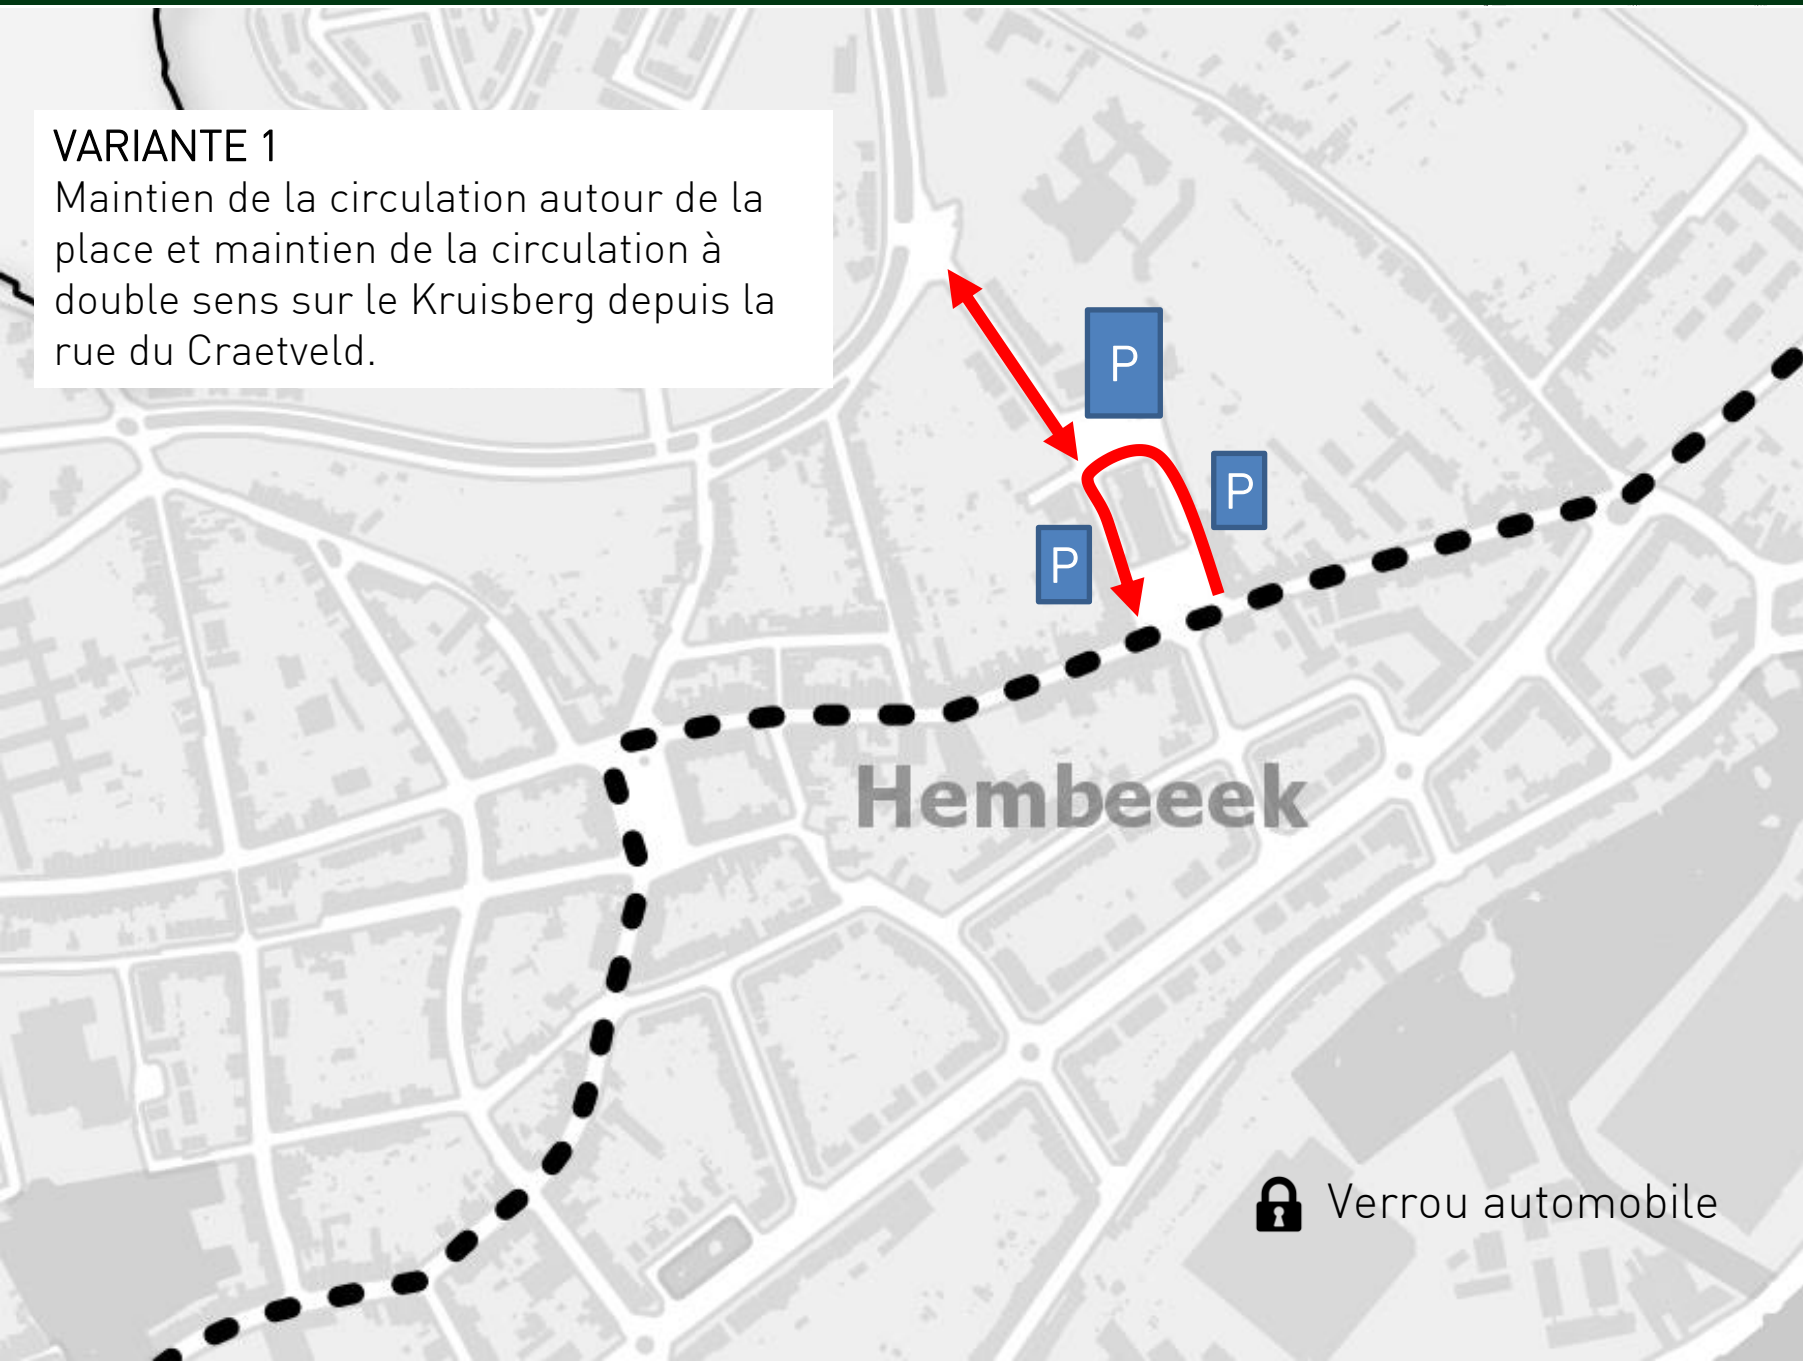 VARIANTE 1
Maintien de la circulation autour de la
place et maintien de la circulation à
double sens sur le Kruisberg depuis la
rue du Craetveld.
P
P
P
Hembeeek
Verrou automobile